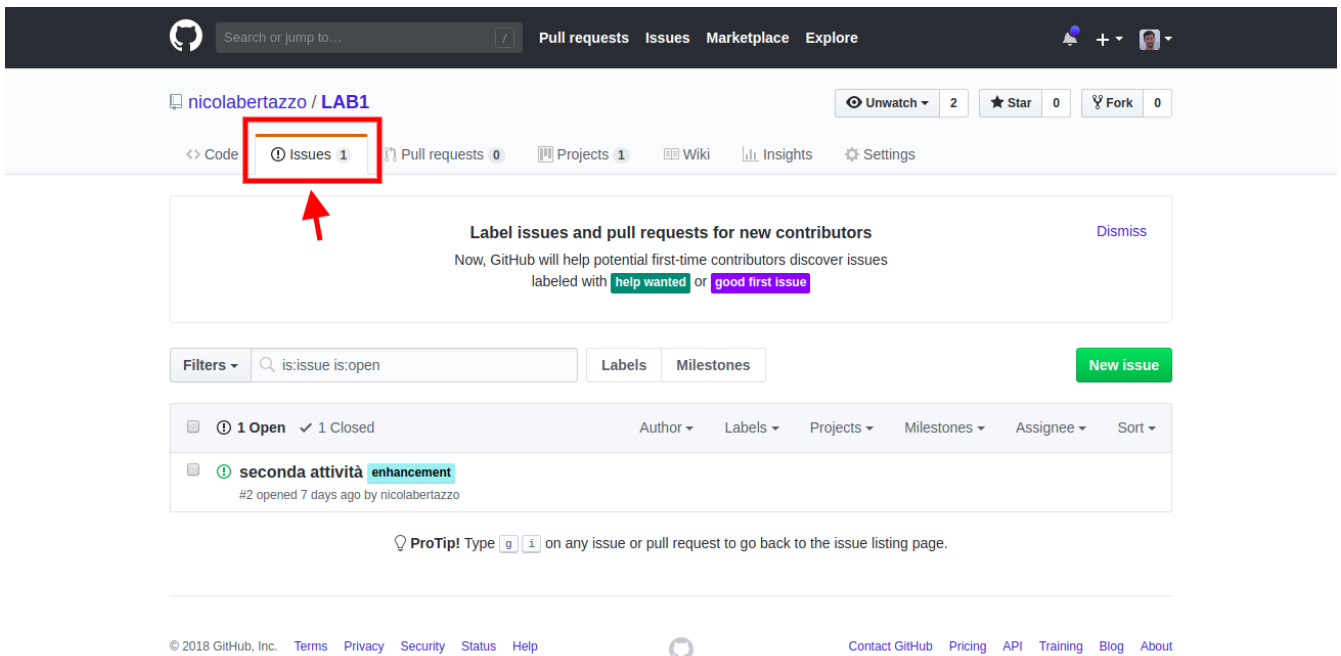 Search or jump to... / Pull requests Issues Marketplace Explore +
nicolabertazzo / LAB1 Unwatch 2 Star 0 Fork 0
<> Code Issues 1 Pull requests 0 Projects 1 Wiki Insights Settings
Label issues and pull requests for new contributors Dismiss
Now, GitHub will help potential first-time contributors discover issues
labeled with help wanted or good first issue
Filters is:issue is:open Labels Milestones New issue
1 Open 1 Closed Author Labels Projects Milestones Assignee Sort
seconda attività enhancement
#2 opened 7 days ago by nicolabertazzo
ProTip! Type g i on any issue or pull request to go back to the issue listing page.
© 2018 GitHub, Inc. Terms Privacy Security Status Help Contact GitHub Pricing API Training Blog About